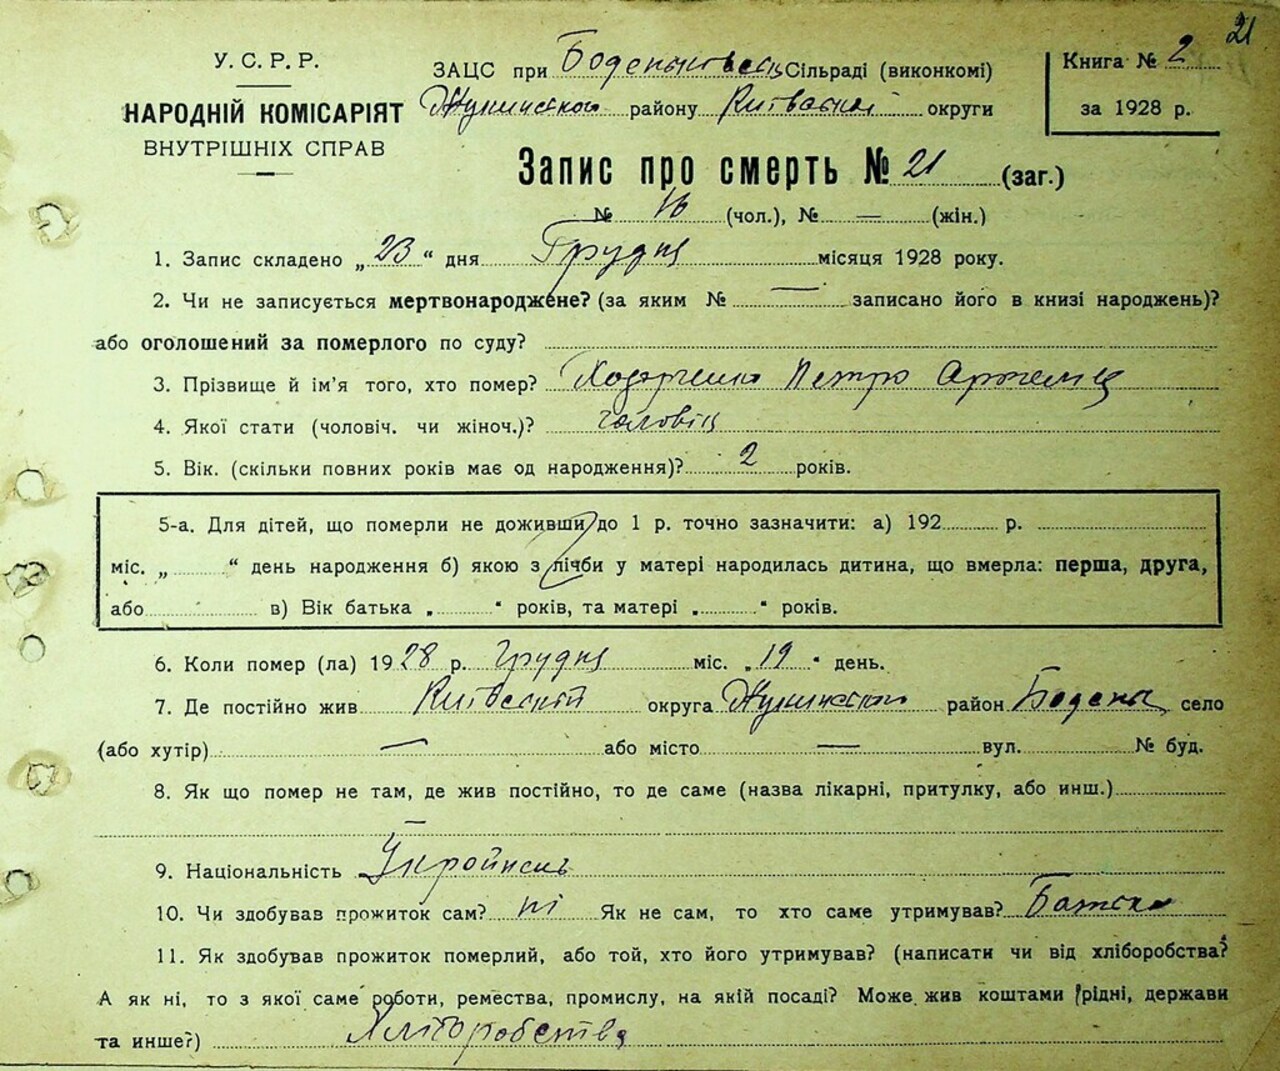 21
У. С. Р. Р.
НАРОДНІЙ КОМІСАРІЯТ
ВНУТРІШНІХ СПРАВ
ЗАЦС при Сільраді (виконкомі)
району Київської округи
Книга № 2
за 1928 р.
Запис про смерть № 21 (заг.)
№ 16 (чол.), № — (жін.)
1. Запис складено „23“ дня Грудня місяця 1928 року.
2. Чи не записується мертвонароджене? (за яким № — записано його в книзі народжень)?
або оголошений за померлого по суду?
3. Прізвище й ім'я того, хто помер? Ходорченко Петро Артемів
4. Якої стати (чоловіч. чи жіноч.)? чоловіч
5. Вік. (скільки повних років має од народження)? 2 років.
5-а. Для дітей, що померли не доживши до 1 р. точно зазначити: а) 192 р.
міс. „ “ день народження б) якою з лічби у матері народилась дитина, що вмерла: перша, друга,
або в) Вік батька „ “ років, та матері „ “ років.
6. Коли помер (ла) 1928 р. Грудня міс. „19“ день.
7. Де постійно жив Київській округа район село
(або хутір) — або місто — вул. № буд.
8. Як що помер не там, де жив постійно, то де саме (назва лікарні, притулку, або инш.)
—
9. Національність Украйнець
10. Чи здобував прожиток сам? ні Як не сам, то хто саме утримував? Батько
11. Як здобував прожиток померлий, або той, хто його утримував? (написати чи від хліборобства?
А як ні, то з якої саме роботи, ремества, промислу, на якій посаді? Може жив коштами рідні, держави
та инше?) Хліборобства